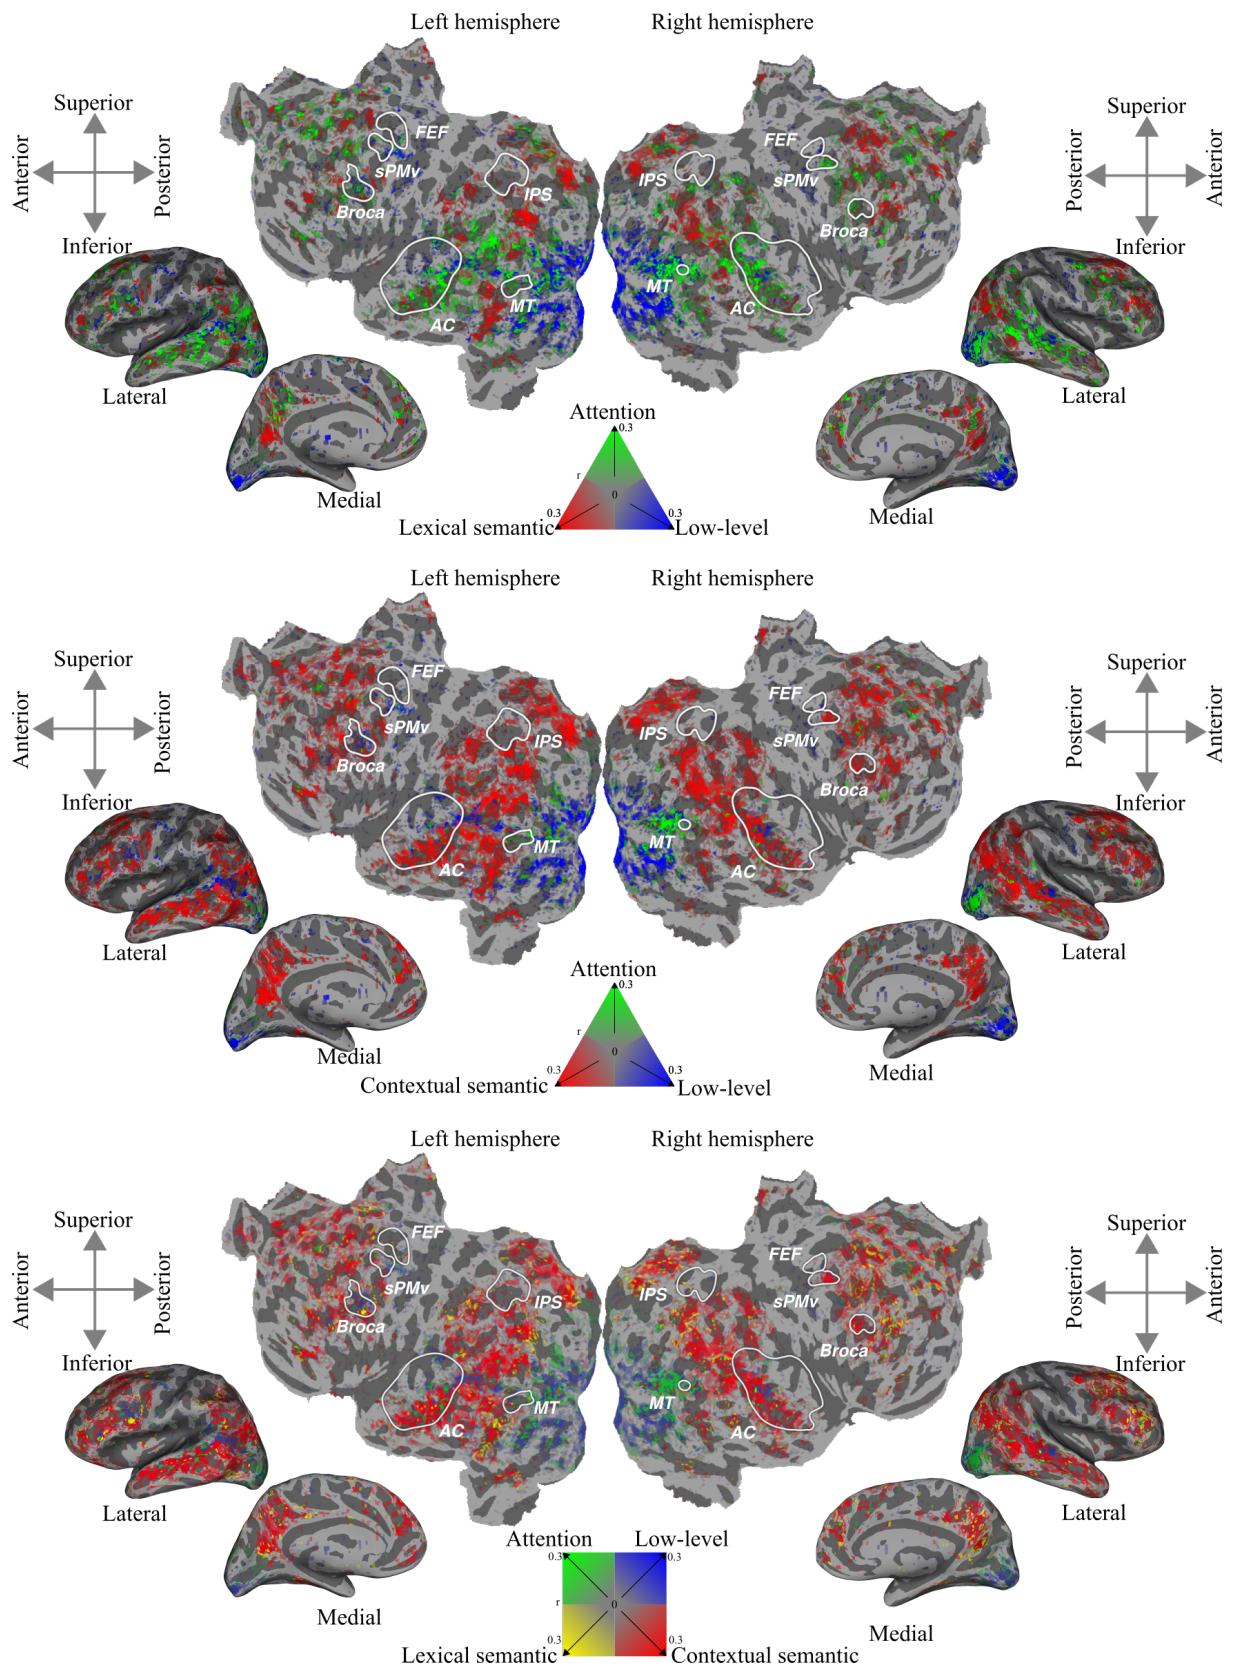 Left hemisphere
Right hemisphere
Superior
Anterior
Posterior
Inferior
FEF
sPMv
Broca
IPS
AC
MT
IPS
FEF
sPMv
Broca
MT
AC
Superior
Posterior
Anterior
Inferior
Lateral
Medial
Lateral
Medial
Attention
0.3
r
0
0.3
0.3
Lexical semantic
Low-level
Left hemisphere
Right hemisphere
Superior
Anterior
Posterior
Inferior
FEF
sPMv
Broca
IPS
AC
MT
IPS
FEF
sPMv
Broca
MT
AC
Superior
Posterior
Anterior
Inferior
Lateral
Medial
Lateral
Medial
Attention
0.3
r
0
0.3
0.3
Contextual semantic
Low-level
Left hemisphere
Right hemisphere
Superior
Anterior
Posterior
Inferior
FEF
sPMv
Broca
IPS
AC
MT
IPS
FEF
sPMv
Broca
MT
AC
Superior
Posterior
Anterior
Inferior
Lateral
Medial
Lateral
Medial
Attention
Low-level
0.3
0.3
r
0
0.3
0.3
Lexical semantic
Contextual semantic